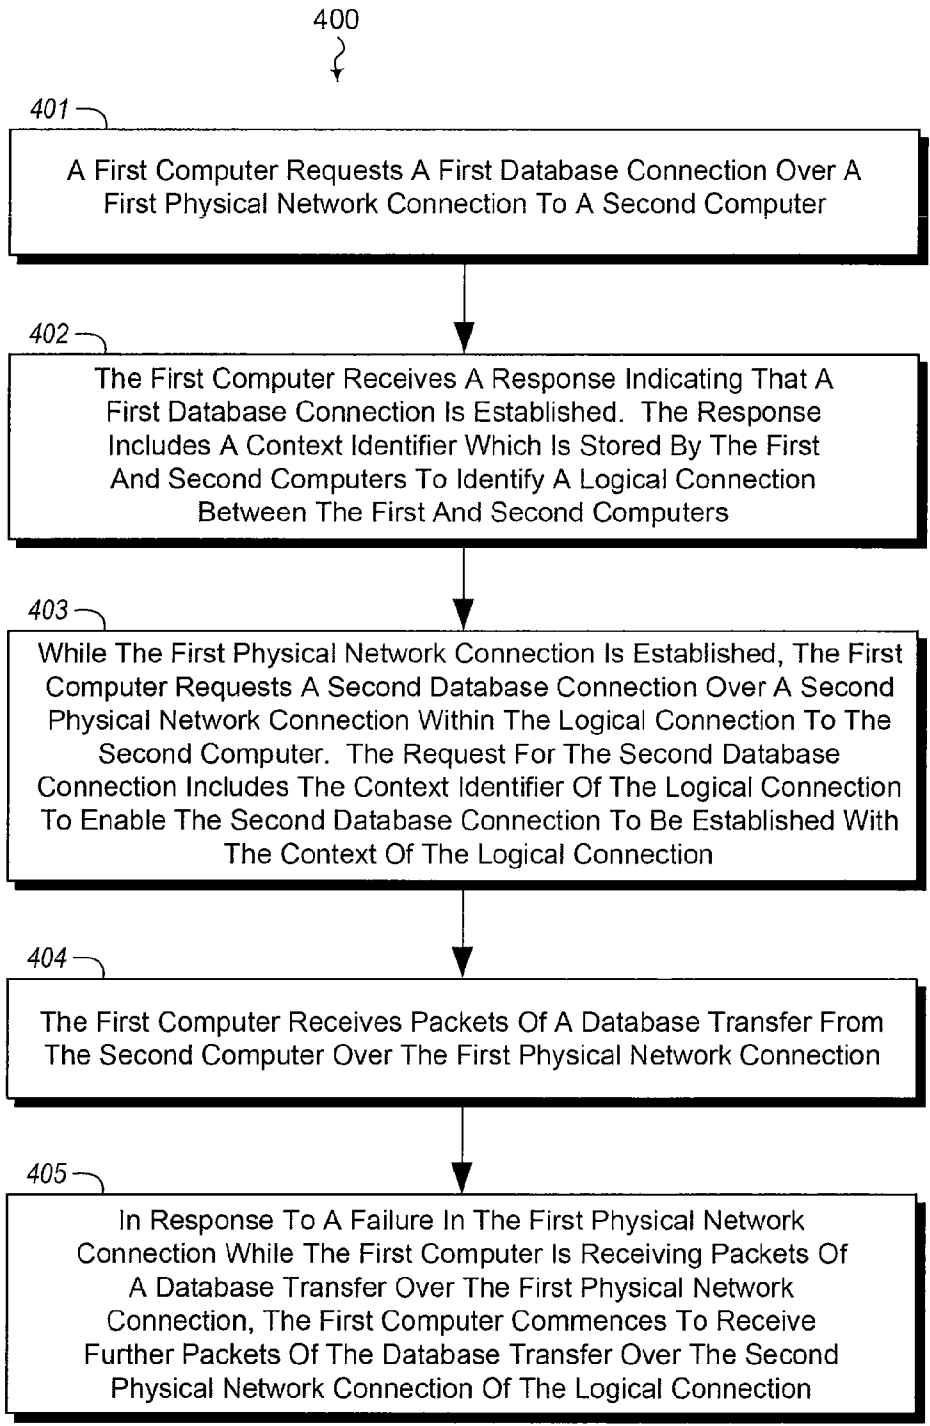 400
401
A First Computer Requests A First Database Connection Over A
First Physical Network Connection To A Second Computer
402
The First Computer Receives A Response Indicating That A
First Database Connection Is Established. The Response
Includes A Context Identifier Which Is Stored By The First
And Second Computers To Identify A Logical Connection
Between The First And Second Computers
403
While The First Physical Network Connection Is Established, The First
Computer Requests A Second Database Connection Over A Second
Physical Network Connection Within The Logical Connection To The
Second Computer. The Request For The Second Database
Connection Includes The Context Identifier Of The Logical Connection
To Enable The Second Database Connection To Be Established With
The Context Of The Logical Connection
404
The First Computer Receives Packets Of A Database Transfer From
The Second Computer Over The First Physical Network Connection
405
In Response To A Failure In The First Physical Network
Connection While The First Computer Is Receiving Packets Of
A Database Transfer Over The First Physical Network
Connection, The First Computer Commences To Receive
Further Packets Of The Database Transfer Over The Second
Physical Network Connection Of The Logical Connection